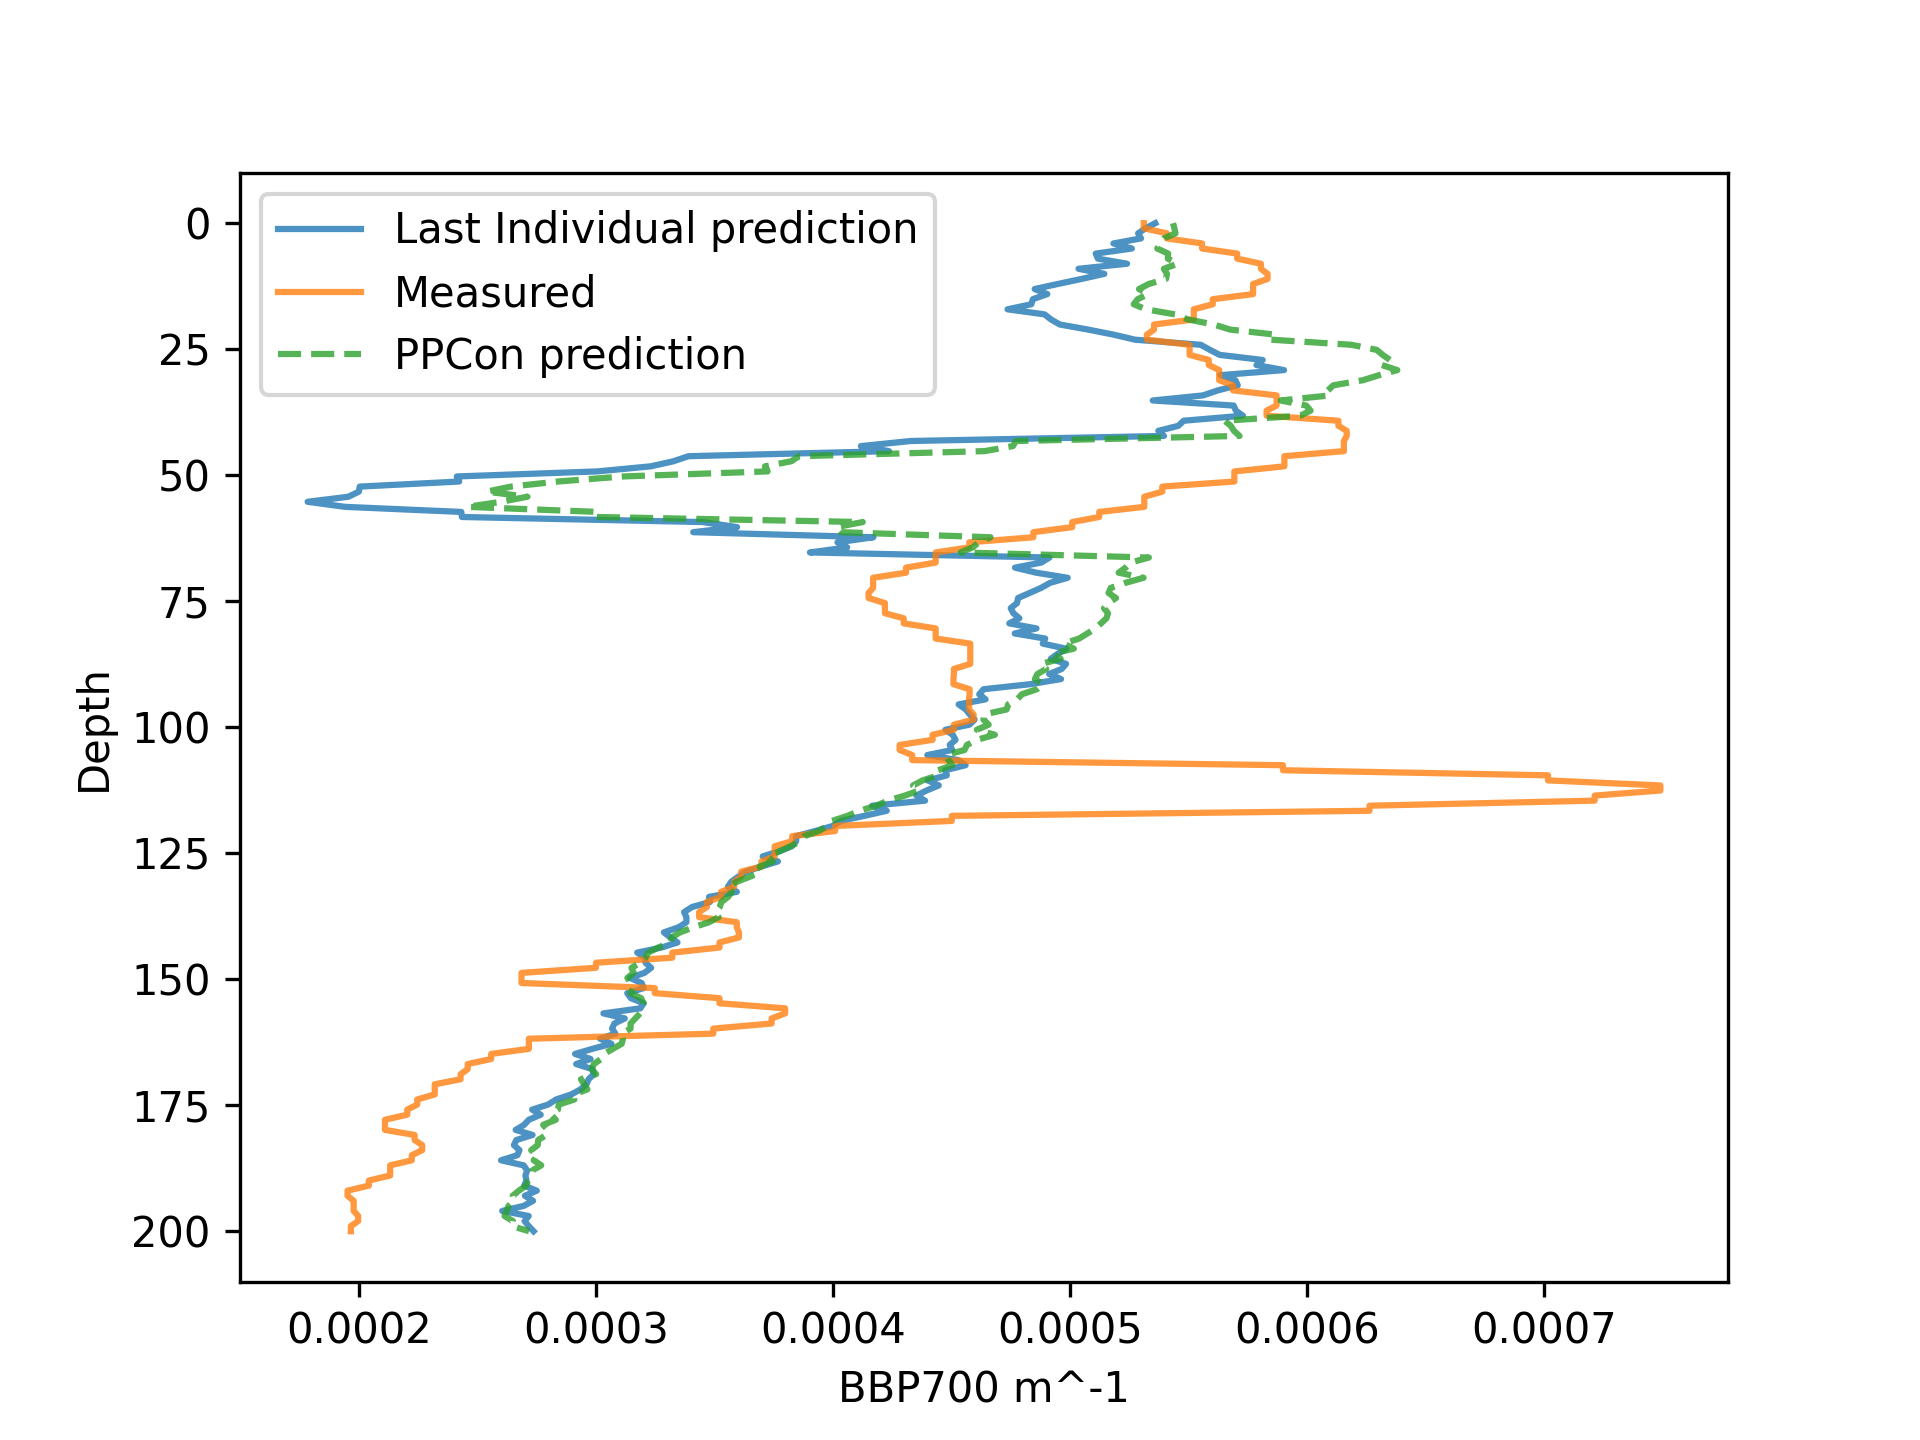 Last Individual prediction
Measured
PPCon prediction
0
25
50
75
100
125
150
175
200
Depth
0.0002 0.0003 0.0004 0.0005 0.0006 0.0007
BBP700 m^-1